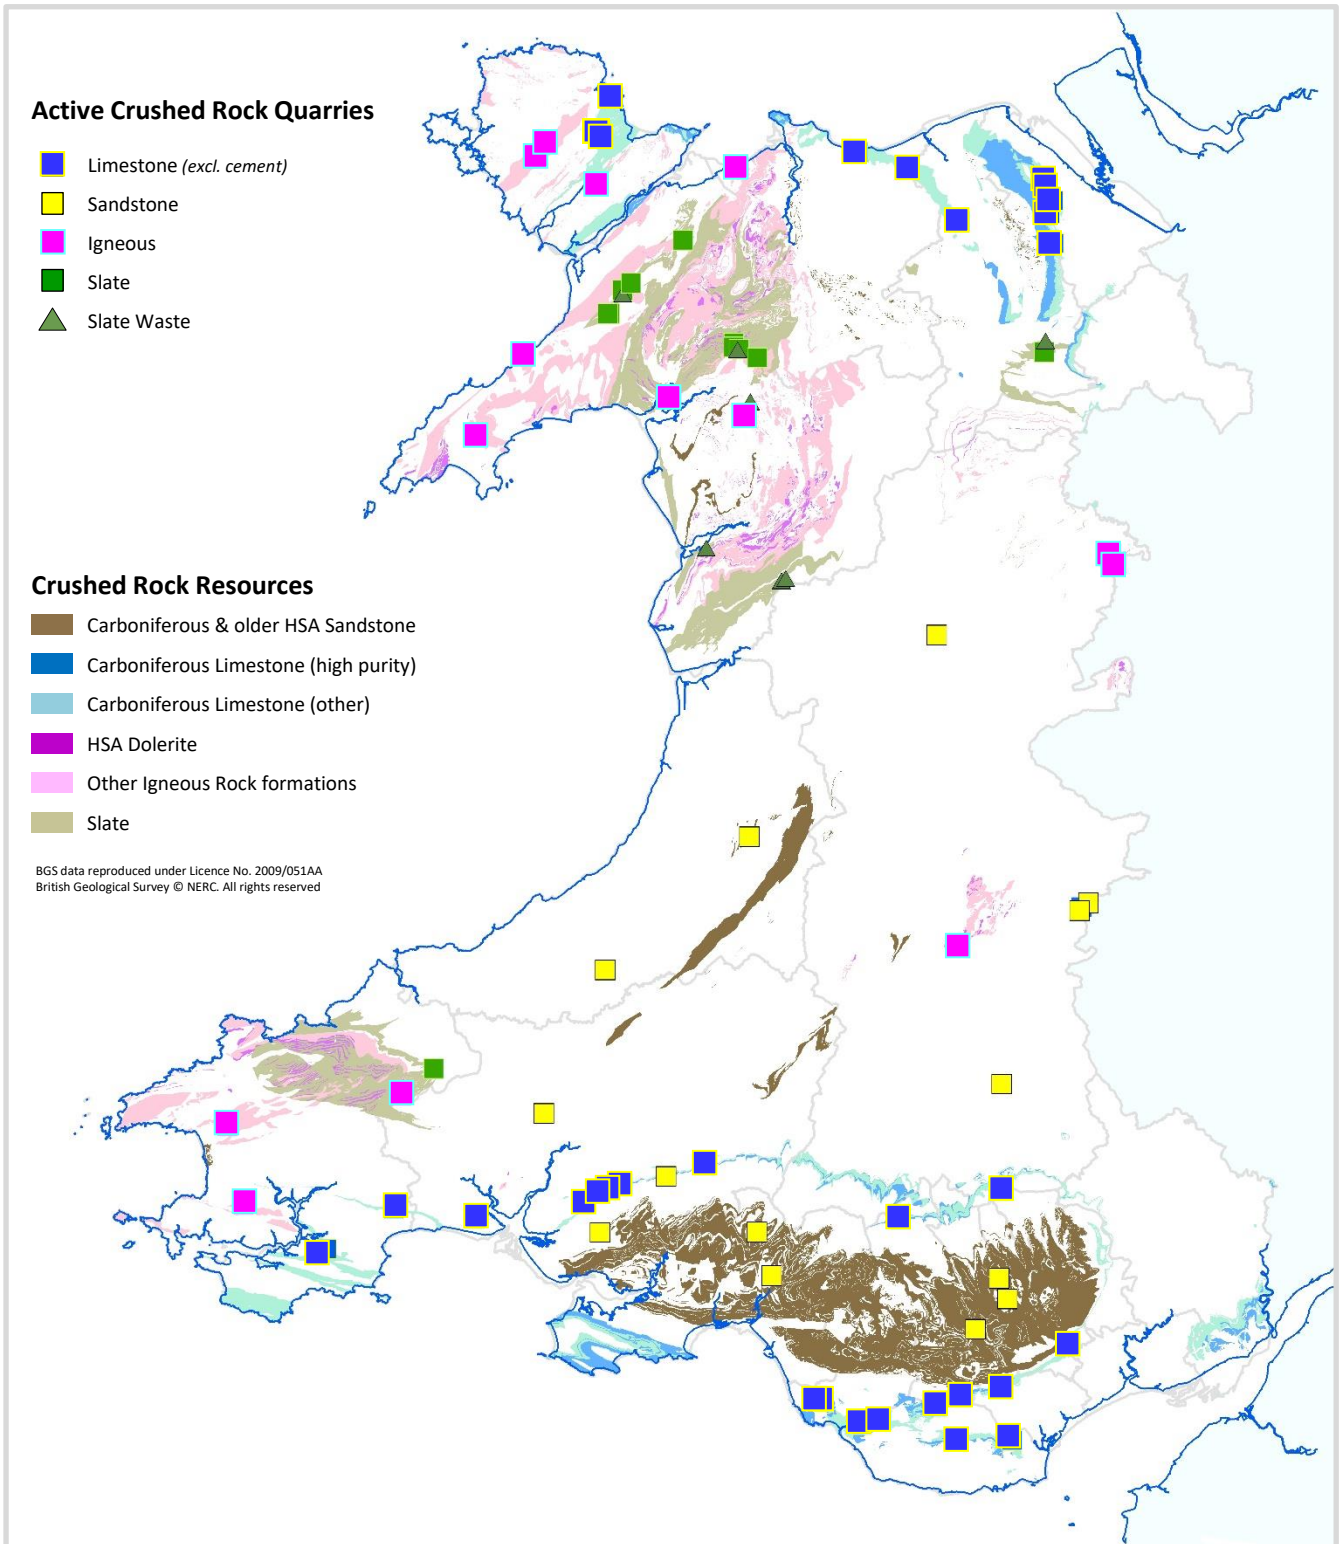 Active Crushed Rock Quarries
Limestone (excl. cement)
Sandstone
Igneous
Slate
Slate Waste
Crushed Rock Resources
Carboniferous & older HSA Sandstone
Carboniferous Limestone (high purity)
Carboniferous Limestone (other)
HSA Dolerite
Other Igneous Rock formations
Slate
BGS data reproduced under Licence No. 2009/051AA
British Geological Survey © NERC. All rights reserved